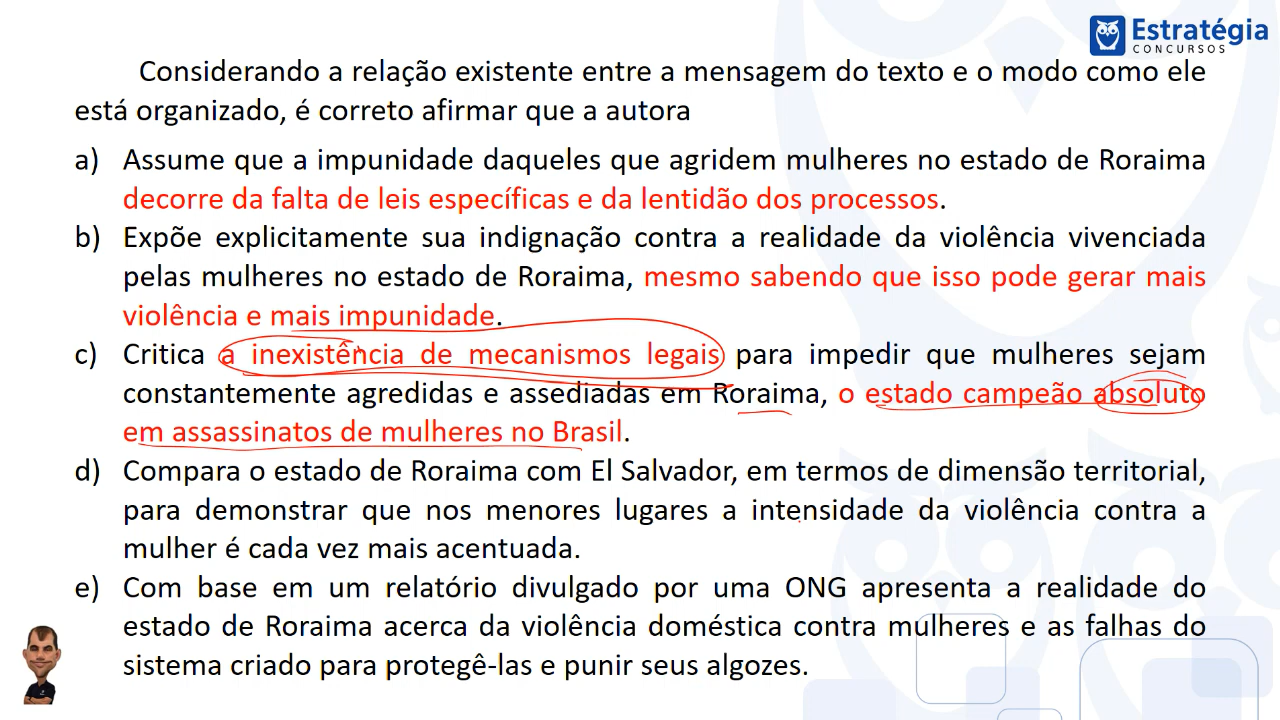 Estratégia
CONCURSOS
Considerando a relação existente entre a mensagem do texto e o modo como ele
está organizado, é correto afirmar que a autora
a) Assume que a impunidade daqueles que agridem mulheres no estado de Roraima
decorre da falta de leis específicas e da lentidão dos processos.
b) Expõe explicitamente sua indignação contra a realidade da violência vivenciada
pelas mulheres no estado de Roraima, mesmo sabendo que isso pode gerar mais
violência e mais impunidade.
c) Critica a inexistência de mecanismos legais para impedir que mulheres sejam
constantemente agredidas e assediadas em Roraima, o estado campeão absoluto
em assassinatos de mulheres no Brasil.
d) Compara o estado de Roraima com El Salvador, em termos de dimensão territorial,
para demonstrar que nos menores lugares a intensidade da violência contra a
mulher é cada vez mais acentuada.
e) Com base em um relatório divulgado por uma ONG apresenta a realidade do
estado de Roraima acerca da violência doméstica contra mulheres e as falhas do
sistema criado para protegê-las e punir seus algozes.